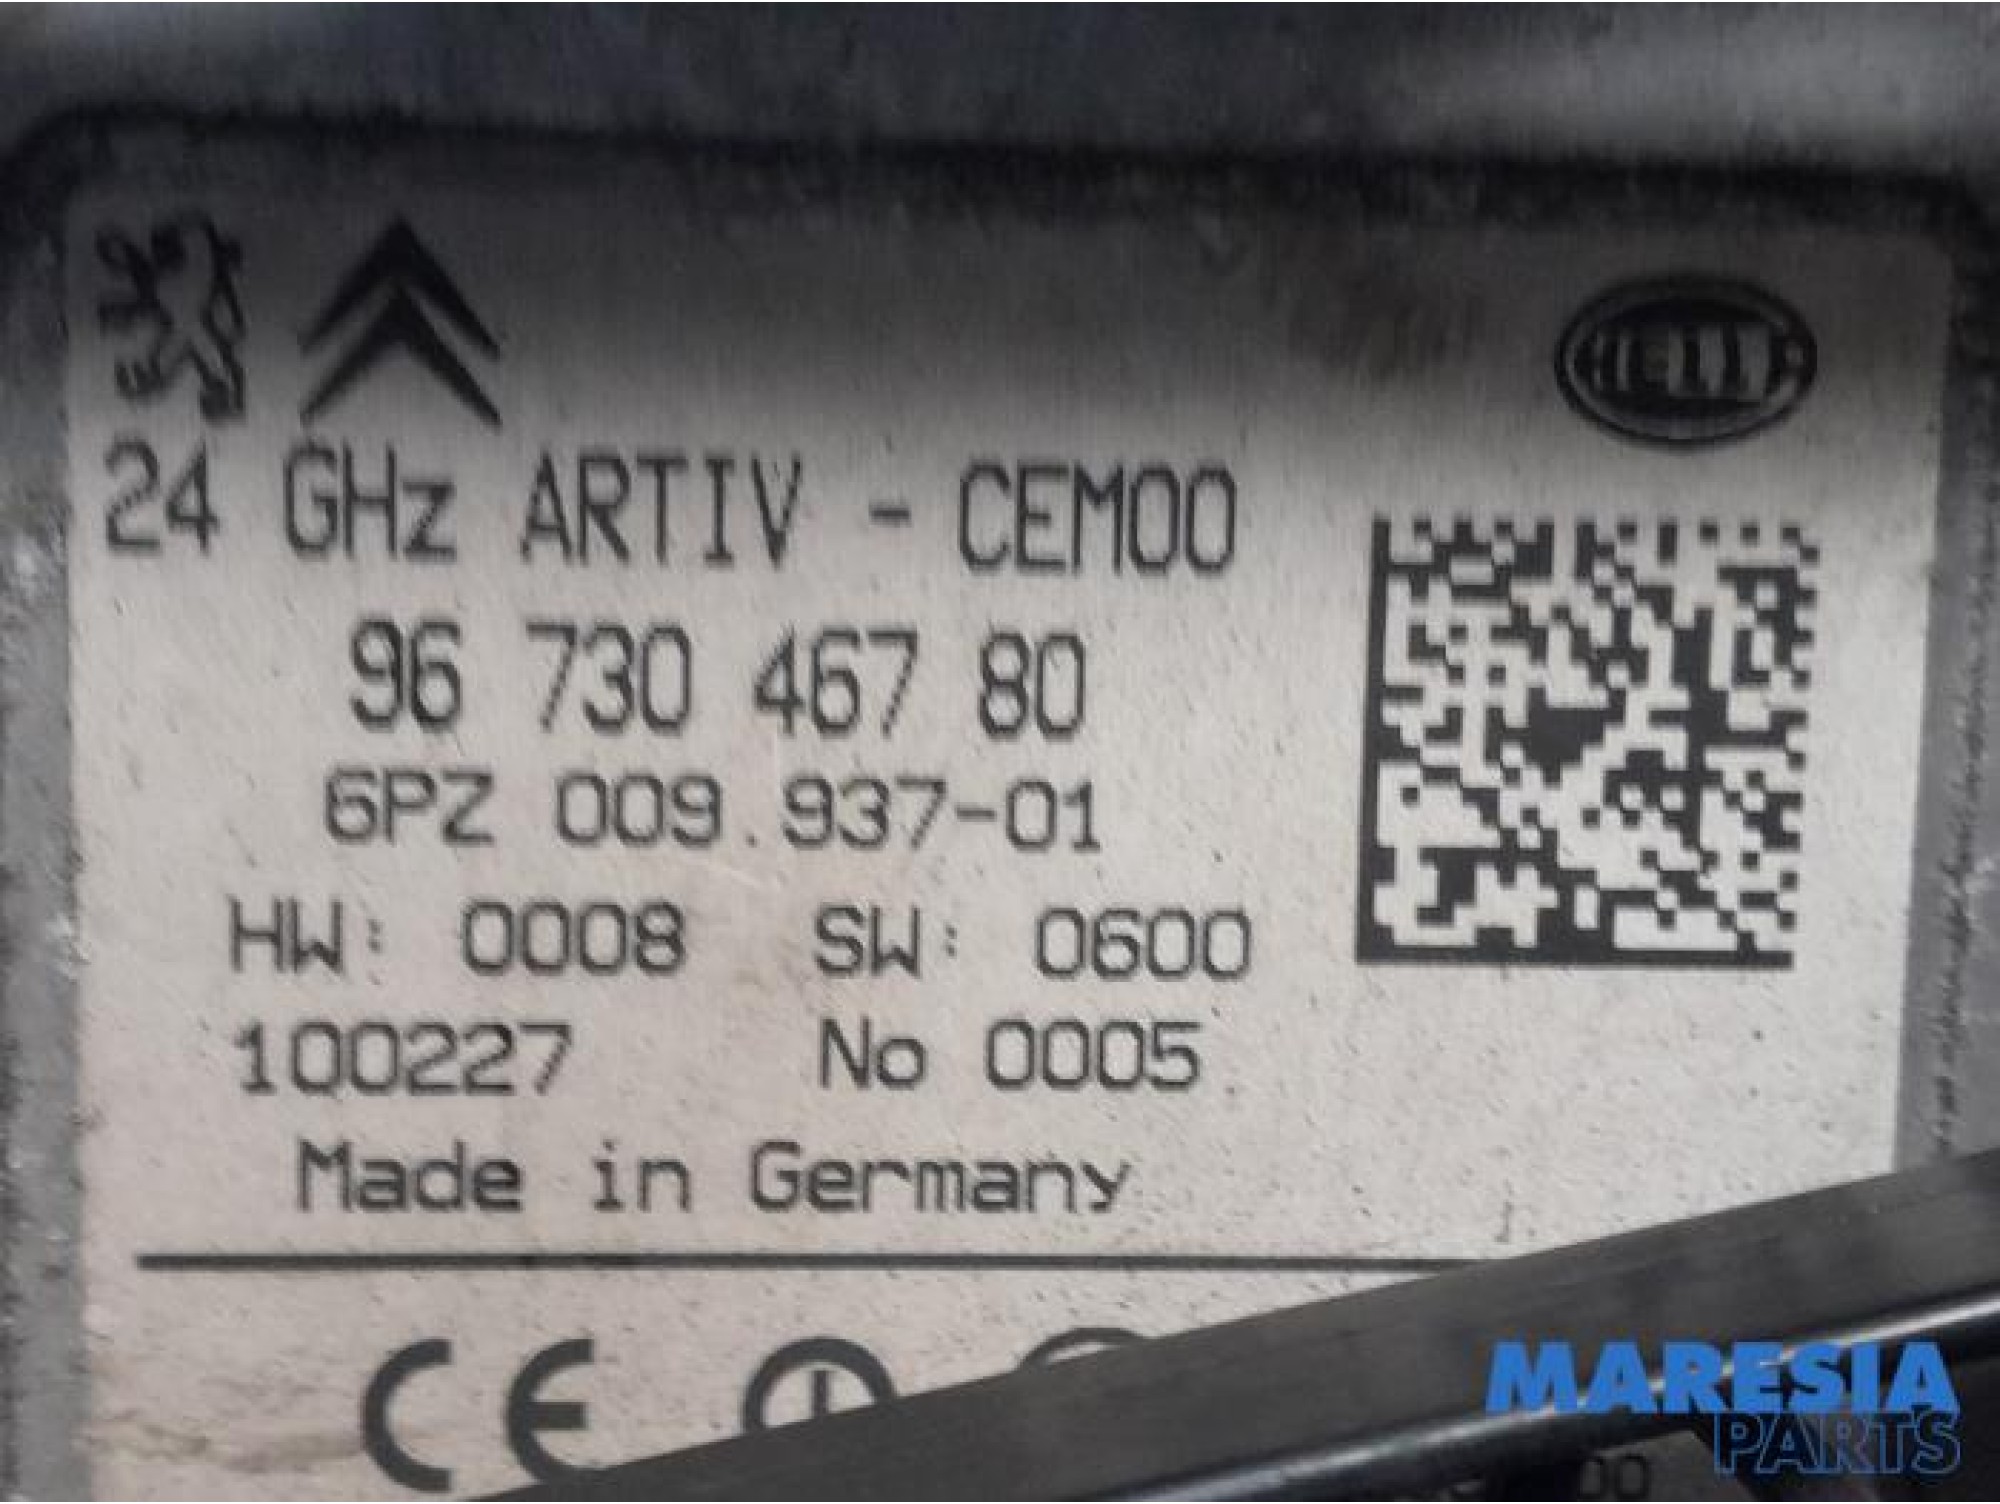 HELLA
24 GHz ARTIV - CEM00
96 730 467 80
6PZ 009.937-01
HW: 0008 SW: 0600
100227 No 0005
Made in Germany
CE
MARESIA
PARTS